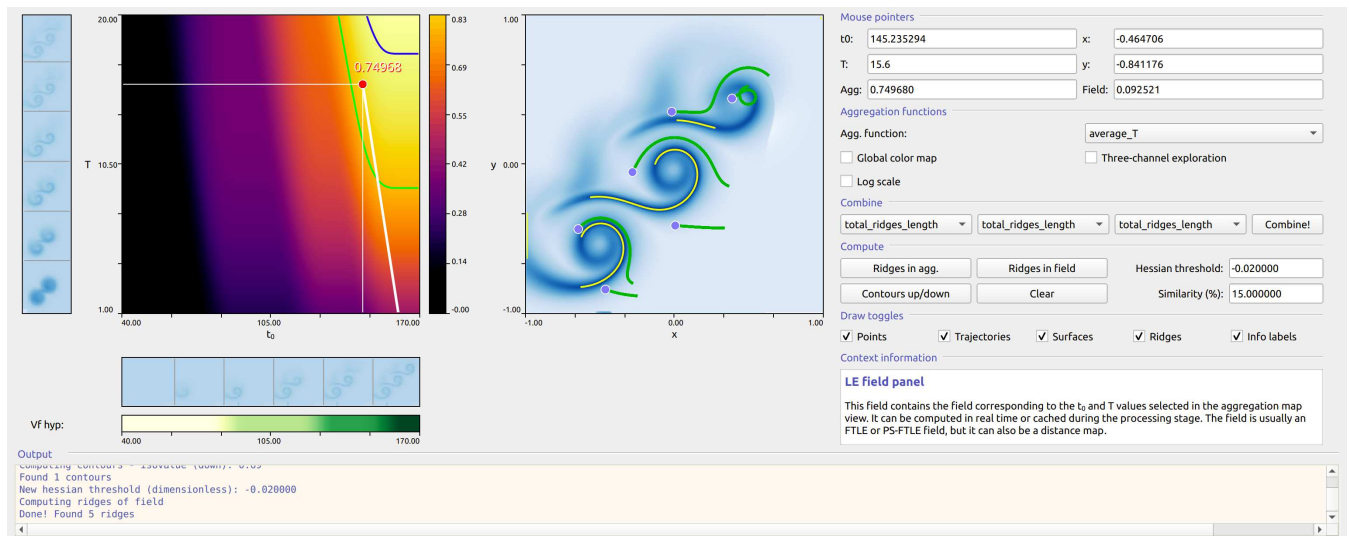 20.00
T 10.50
1.00
40.00 105.00 170.00
t0
0.74968
0.83
0.69
0.55
0.42
0.28
0.14
-0.00
1.00
y 0.00
-1.00
-1.00 0.00 1.00
x
Vf hyp:
40.00 105.00 170.00
Mouse pointers
t0: 145.235294 x: -0.464706
T: 15.6 y: -0.841176
Agg: 0.749680 Field: 0.092521
Aggregation functions
Agg. function: average_T
Global color map Three-channel exploration
Log scale
Combine
total_ridges_length total_ridges_length total_ridges_length Combine!
Compute
Ridges in agg. Ridges in field Hessian threshold: -0.020000
Contours up/down Clear Similarity (%): 15.000000
Draw toggles
Points Trajectories Surfaces Ridges Info labels
Context information
LE field panel
This field contains the field corresponding to the t0 and T values selected in the aggregation map
view. It can be computed in real time or cached during the processing stage. The field is usually an
FTLE or PS-FTLE field, but it can also be a distance map.
Output
Computing contours - isovalue (down):
Found 1 contours
New hessian threshold (dimensionless): -0.020000
Computing ridges of field
Done! Found 5 ridges